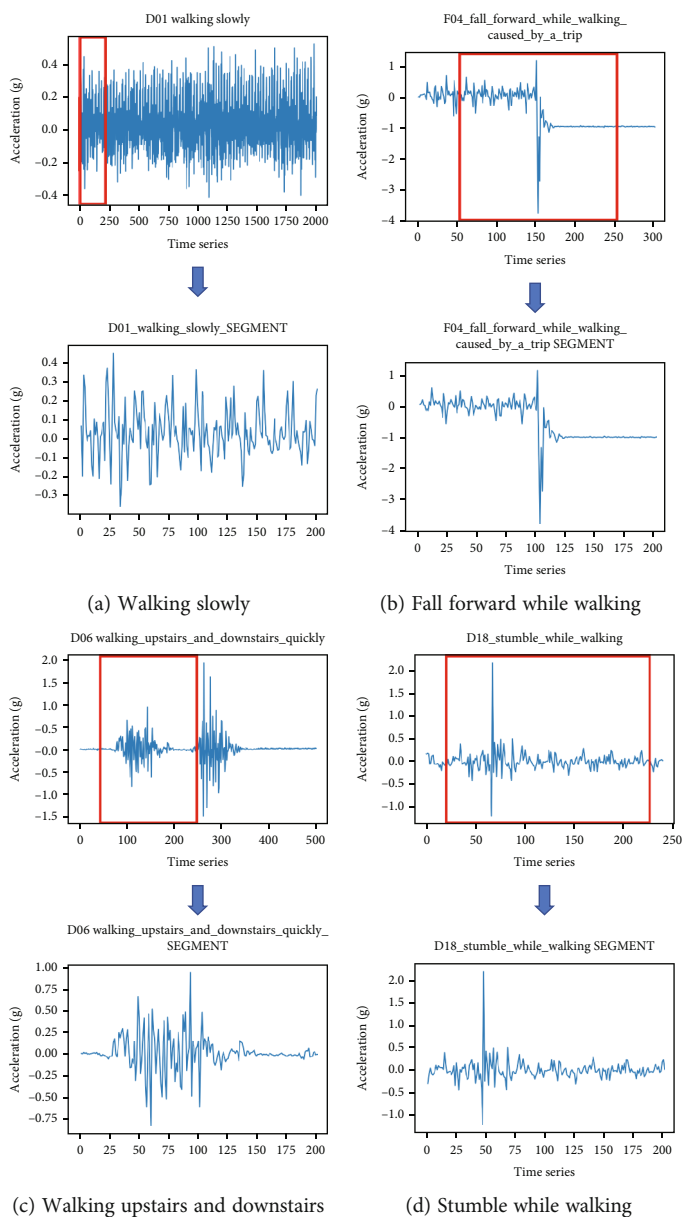 D01 walking slowly
Acceleration (g)
0.4
0.2
0.0
−0.2
0.4
0 250 500 750 1000 1250 1500 1750 2000
Time series
D01_walking_slowly_SEGMENT
Acceleration (g)
0.4
0.3
0.2
0.1
0.0
0.1
0.2
−0.3
0 25 50 75 100 125 150 175 200
(a) Walking slowly
F04_fall_forward_while_walking_
caused_by_a_trip
Acceleration (g)
1
0
−1
−2
−3
−4
0 50 100 150 200 250 300
Time series
F04_fall_forward_while_walking_
caused_by_a_trip SEGMENT
Acceleration (g)
1
0
−1
−2
−3
−4
0 25 50 75 100 125 150 175 200
(b) Fall forward while walking
D06 walking_upstairs_and_downstairs_quickly
Acceleration (g)
2.0
1.5
1.0
0.5
−0.0
−0.5
−1.0
−1.5
0 100 200 300 400 500
Time series
D06 walking_upstairs_and_downstairs_quickly_
SEGMENT
Acceleration (g)
1.00
0.75
0.50
0.25
0.00
−0.25
−0.50
−0.75
0 25 50 75 100 125 150 175 200
(c) Walking upstairs and downstairs
D18_stumble_while_walking
Acceleration (g)
2.0
1.5
1.0
0.5
0.0
−0.5
−1.0
0 50 100 150 200 250
Time series
D18_stumble_while_walking SEGMENT
Acceleration (g)
2.0
1.5
1.0
0.5
0.0
−0.5
−1.0
0 25 50 75 100 125 150 175 200
Time series
(d) Stumble while walking